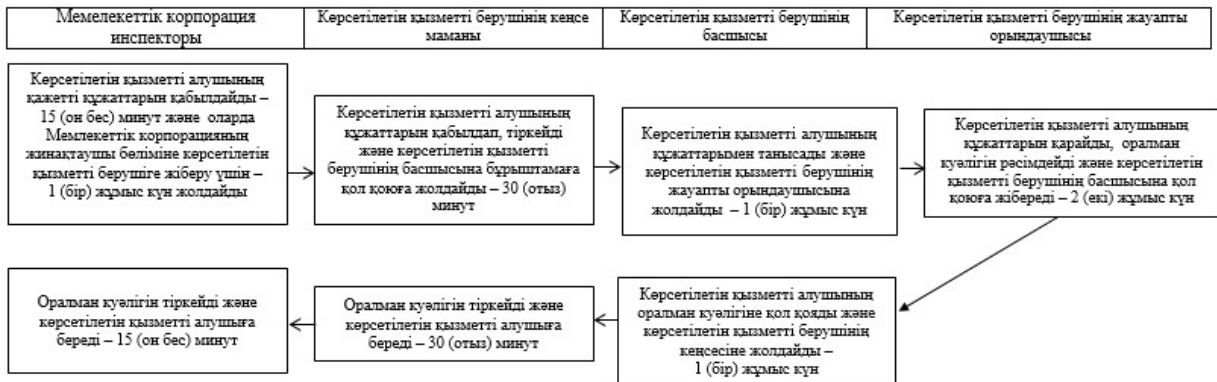 Мемелекеттік корпорация
инспекторы
Көрсетілетін қызметті берушінің кеңсе
маманы
Көрсетілетін қызметті берушінің
басшысы
Көрсетілетін қызметті берушінің жауапты
орындаушысы
Көрсетілетін қызметті алушының
қажетті құжаттарын қабылдайды –
15 (он бес) минут және оларда
Мемлекеттік корпорацияның
жинақтаушы бөліміне көрсетілетін
қызметті берушіге жіберу үшін –
1 (бір) жұмыс күн жолдайды
Көрсетілетін қызметті алушының
құжаттарын қабылдап, тіркейді
және көрсетілетін қызметті
берушінің басшысына бұрыштамаға
қол қоюға жолдайды – 30 (отыз)
минут
Көрсетілетін қызметті алушының
құжаттарымен танысады және
көрсетілетін қызметті берушінің
жауапты орындаушысына
жолдайды – 1 (бір) жұмыс күн
Көрсетілетін қызметті алушының
құжаттарын қарайды, оралман
куәлігін рәсімдейді және көрсетілетін
қызметті берушінің басшысына қол
қоюға жібереді – 2 (екі) жұмыс күн
Оралман куәлігін тіркейді және
көрсетілетін қызметті алушыға
береді – 15 (он бес) минут
Оралман куәлігін тіркейді және
көрсетілетін қызметті алушыға
береді – 30 (отыз) минут
Көрсетілетін қызметті алушының
оралман куәлігіне қол қояды және
көрсетілетін қызметті берушінің
кеңсесіне жолдайды –
1 (бір) жұмыс күн